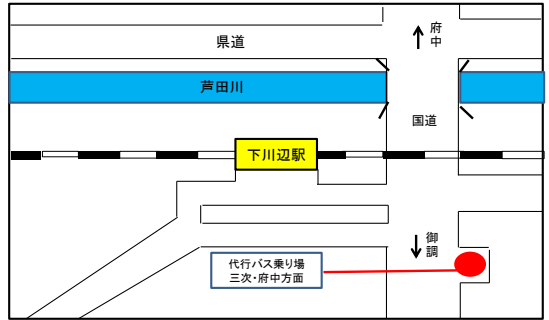 県道
府中
芦田川
国道
下川辺駅
御調
代行バス乗り場
三次・府中方面